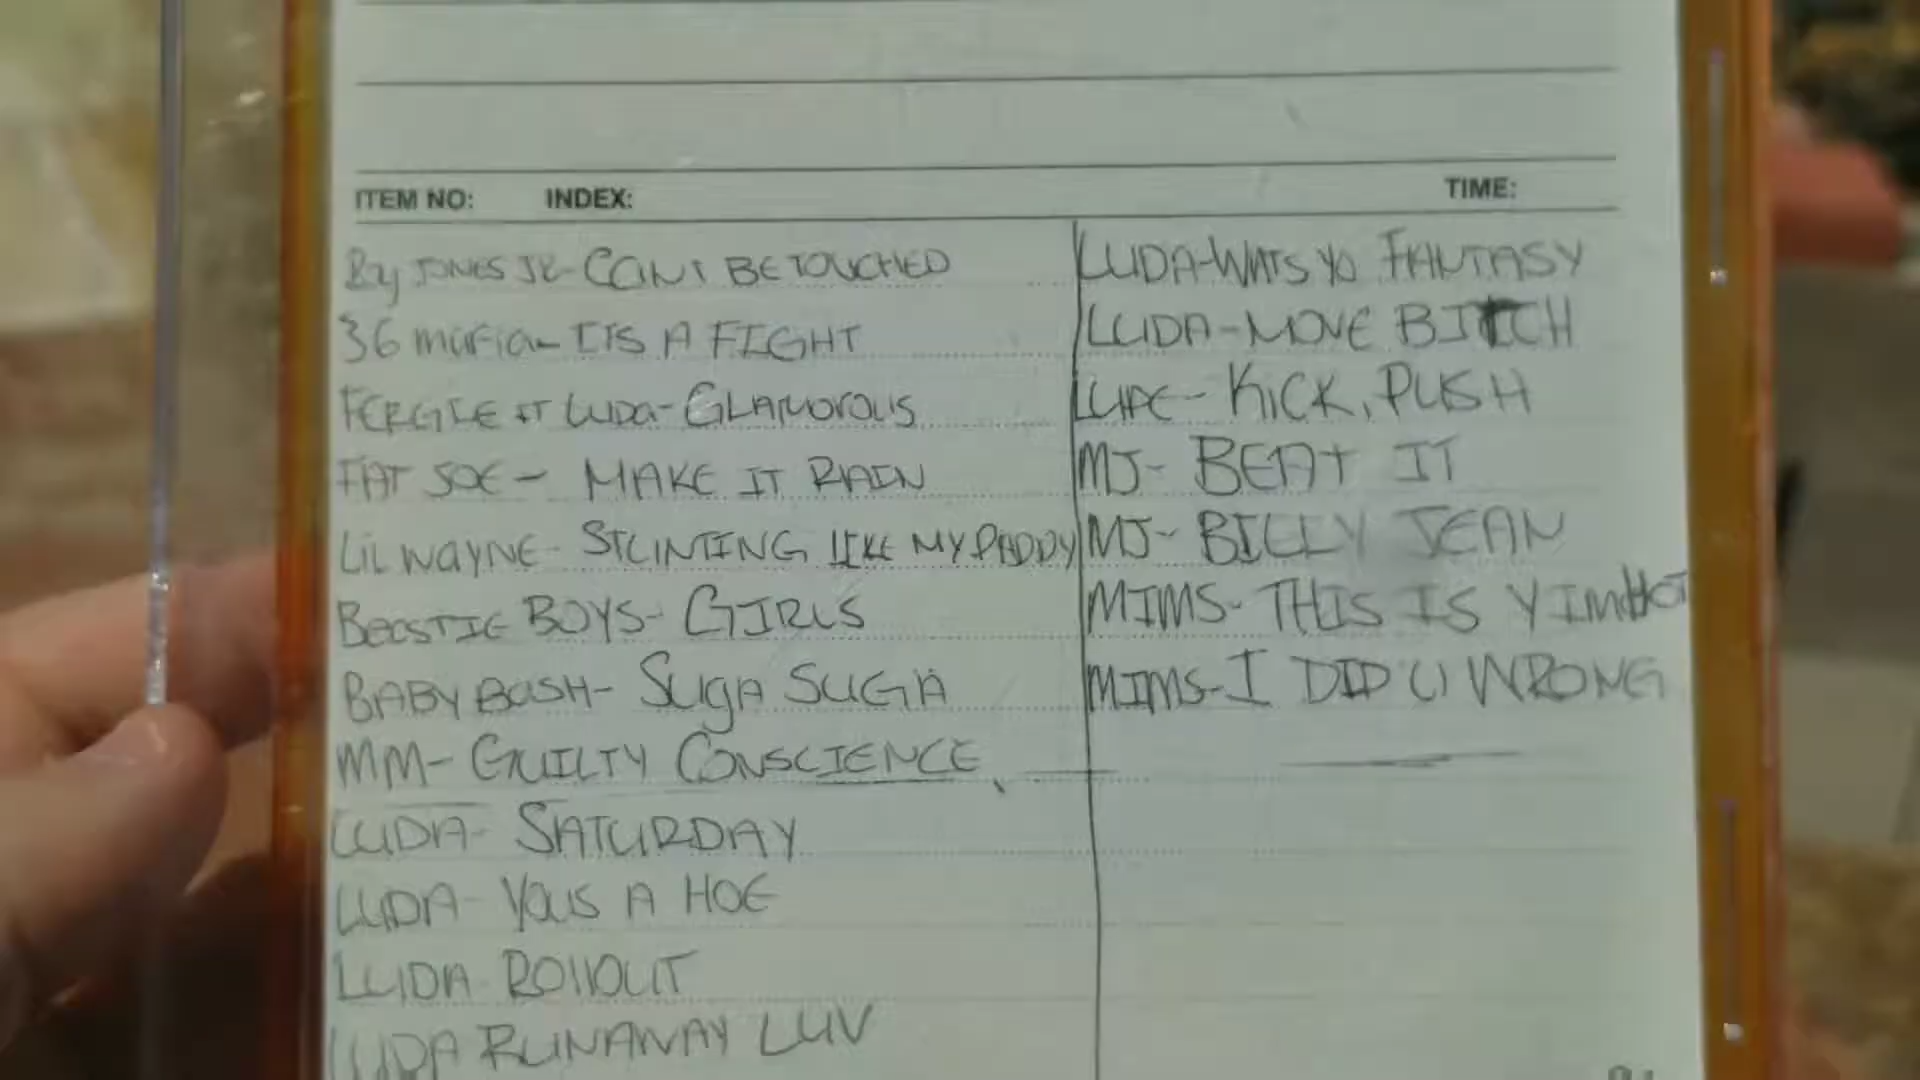 ITEM NO: INDEX: TIME:
Roy JONES JR- CANT BE TOUCHED
36 mafia- ITS A FIGHT
FERGIE FT LUDA- GLAMOROUS
FAT JOE - MAKE IT RAIN
LIL WAYNE- STUNTING LIKE MY DADDY
BEASTIE BOYS- GIRLS
BABY BASH- SUGA SUGA
MM- GUILTY CONSCIENCE
LUDA- SATURDAY
LUDA- YOUS A HOE
LUDA- ROllOUT
LUDA RUNAWAY LUV
LUDA-WATS YO FANTASY
LUDA-MOVE BITCH
LUPE- KICK, PUSH
MJ- BEAT IT
MJ- BILLY JEAN
MIMS- THIS IS Y IM HOT
MIMS-I DID U WRONG